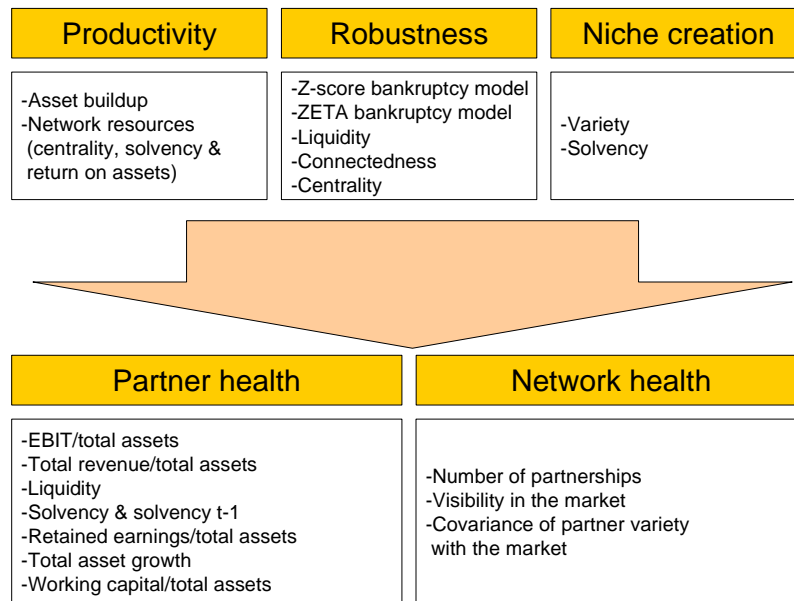 Productivity
Robustness
Niche creation
-Asset buildup
-Network resources
(centrality, solvency &
return on assets)
-Z-score bankruptcy model
-ZETA bankruptcy model
-Liquidity
-Connectedness
-Centrality
-Variety
-Solvency
Partner health
Network health
-EBIT/total assets
-Total revenue/total assets
-Liquidity
-Solvency & solvency t-1
-Retained earnings/total assets
-Total asset growth
-Working capital/total assets
-Number of partnerships
-Visibility in the market
-Covariance of partner variety
with the market